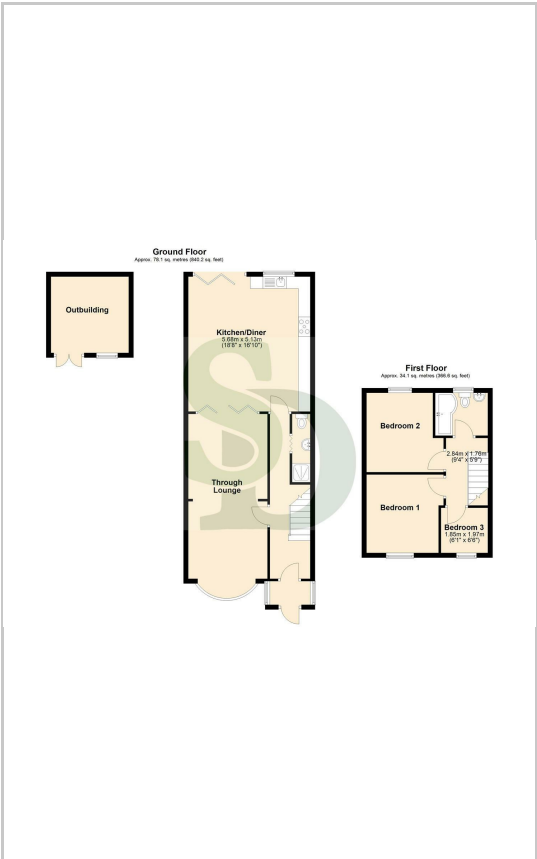 Ground Floor
Approx. 78.1 sq. metres (840.2 sq. feet)
Outbuilding
Kitchen/Diner
5.68m x 5.13m
(18'8" x 16'10")
Through
Lounge
First Floor
Approx. 34.1 sq. metres (366.6 sq. feet)
Bedroom 2
2.84m x 1.76m
(9'4" x 5'9")
Bedroom 1
Bedroom 3
1.85m x 1.97m
(6'1" x 6'6")
SD